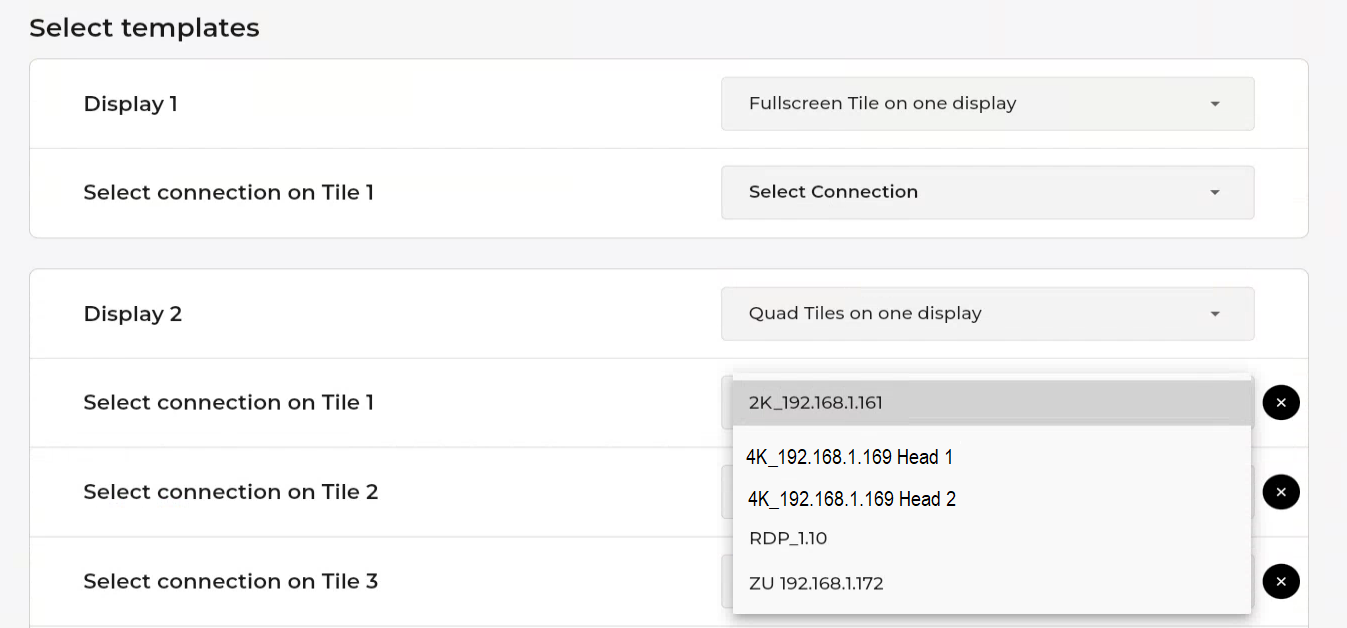 Select templates
Display 1
Fullscreen Tile on one display
Select connection on Tile 1
Select Connection
Display 2
Quad Tiles on one display
Select connection on Tile 1
2K_192.168.1.161
4K_192.168.1.169 Head 1
Select connection on Tile 2
4K_192.168.1.169 Head 2
RDP_1.10
Select connection on Tile 3
ZU 192.168.1.172